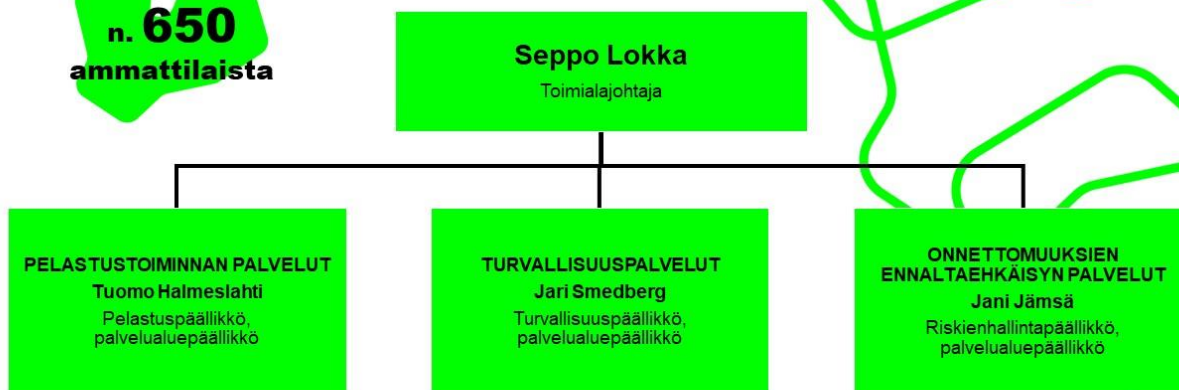 n. 650
ammattilaista
Seppo Lokka
Toimialajohtaja
PELASTUSTOIMINNAN PALVELUT
Tuomo Halmeslahti
Pelastuspäällikkö,
palvelualuepäällikkö
TURVALLISUUSPALVELUT
Jari Smedberg
Turvallisuuspäällikkö,
palvelualuepäällikkö
ONNETTOMUUKSIEN
ENNALTAEHKÄISYN PALVELUT
Jani Jämsä
Riskienhallintapäällikkö,
palvelualuepäällikkö